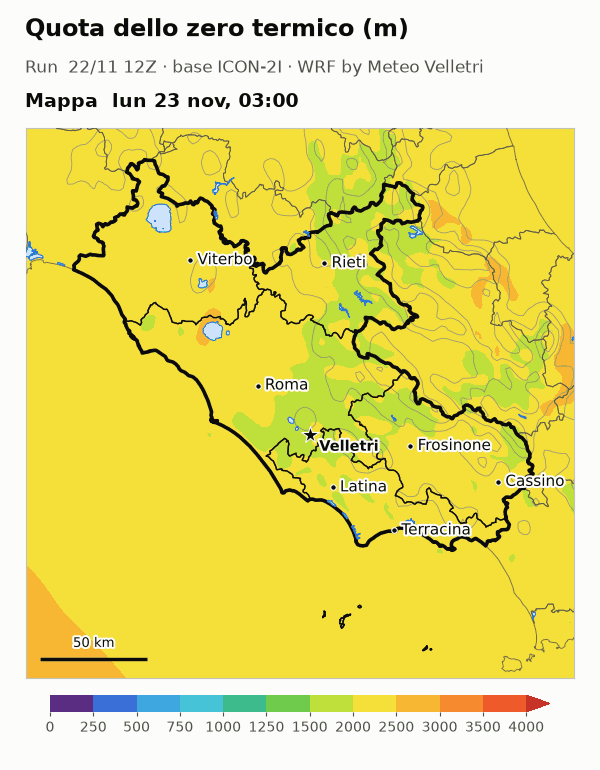 Quota dello zero termico (m)
Run  22/11 12Z · base ICON-2I · WRF by Meteo Velletri
Mappa  lun 23 nov, 03:00
Viterbo
Rieti
Roma
Velletri
Frosinone
Latina
Cassino
Terracina
50 km
0 250 500 750 1000 1250 1500 2000 2500 3000 3500 4000